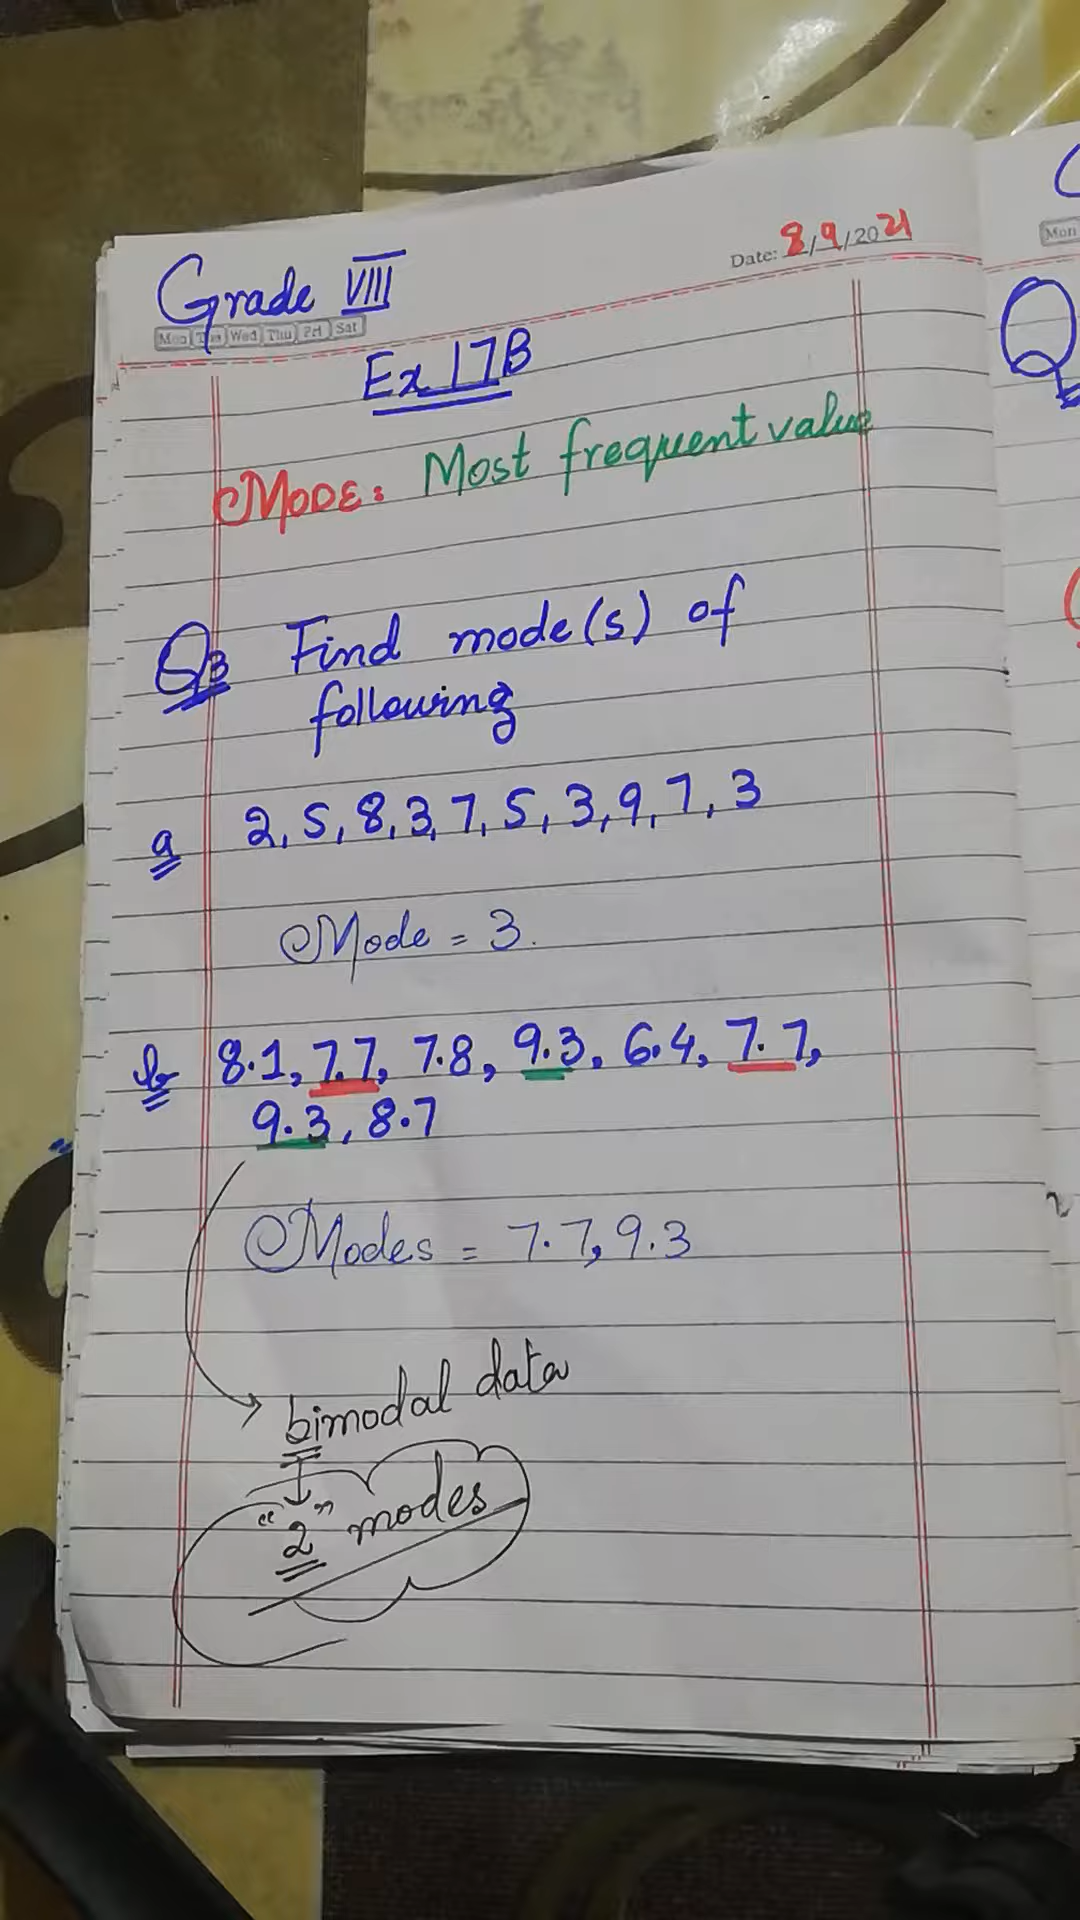 Grade VIII
Date: 8/9/2021
Mon Tue Wed Thu Fri Sat
Ex 17B
MODE: Most frequent value
Q3 Find mode(s) of
following
a 2, 5, 8, 3, 7, 5, 3, 9, 7, 3
Mode = 3.
b 8.1, 7.7, 7.8, 9.3, 6.4, 7.7,
9.3, 8.7
Modes = 7.7, 9.3
bimodal data
"2" modes
Mon
Q